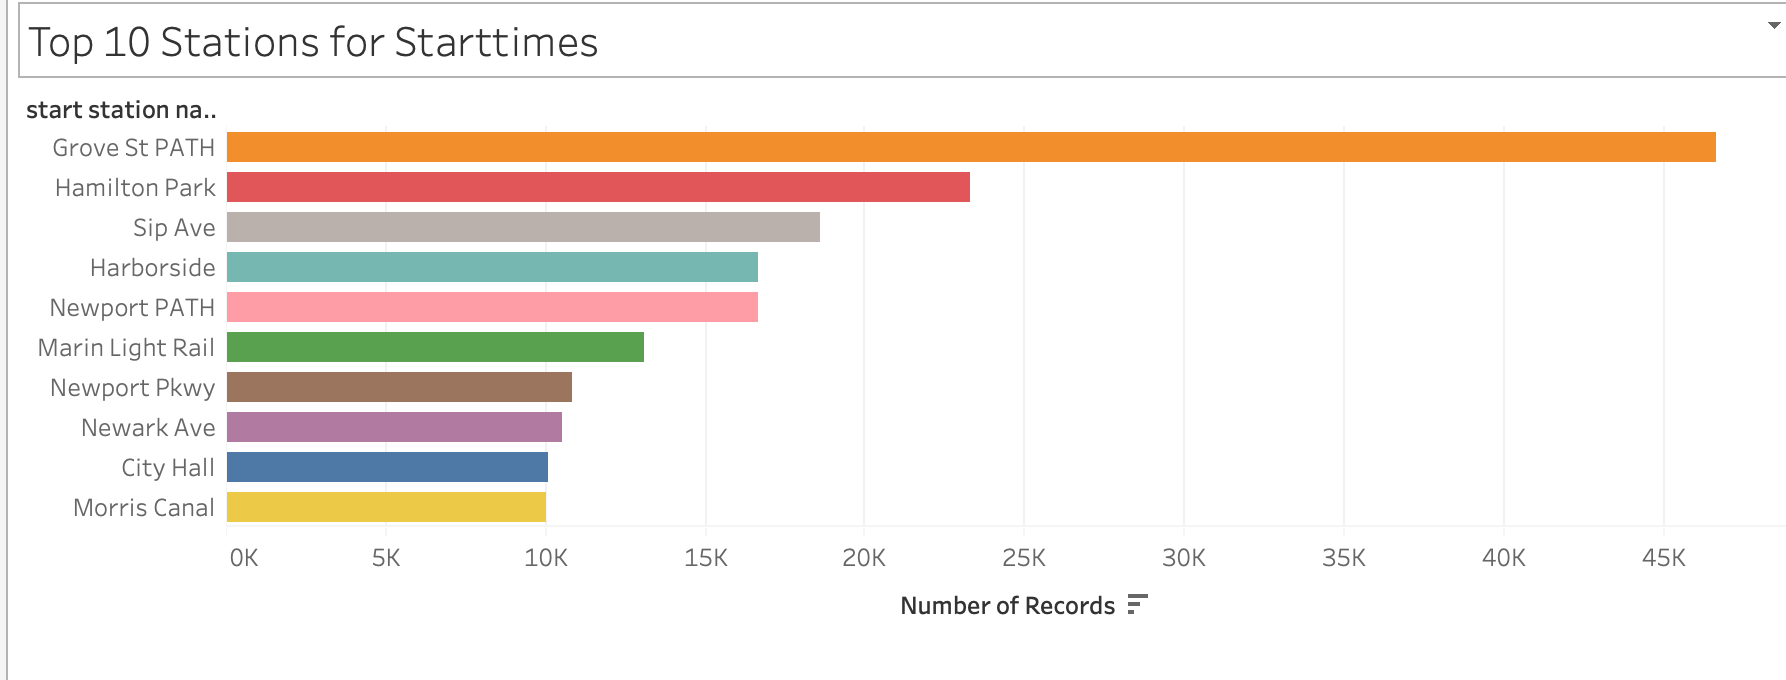 Top 10 Stations for Starttimes
start station na..
Grove St PATH
Hamilton Park
Sip Ave
Harborside
Newport PATH
Marin Light Rail
Newport Pkwy
Newark Ave
City Hall
Morris Canal
0K 5K 10K 15K 20K 25K 30K 35K 40K 45K
Number of Records